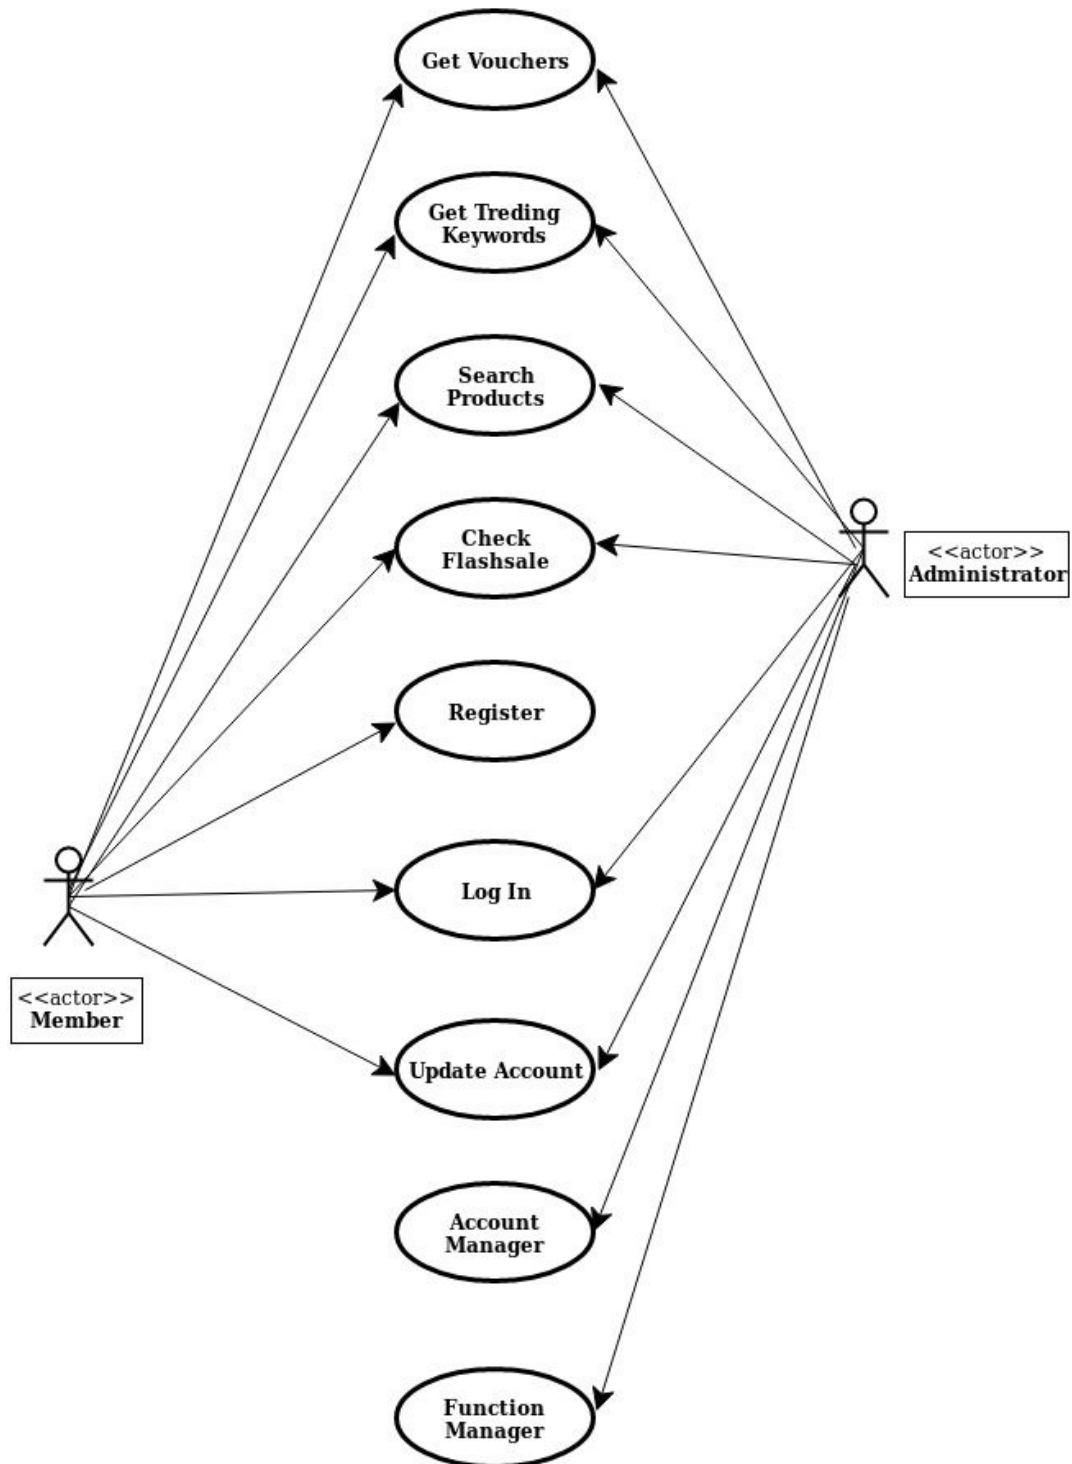 Get Vouchers
Get Treding
Keywords
Search
Products
Check
Flashsale
<<actor>>
Administrator
Register
Log In
<<actor>>
Member
Update Account
Account
Manager
Function
Manager